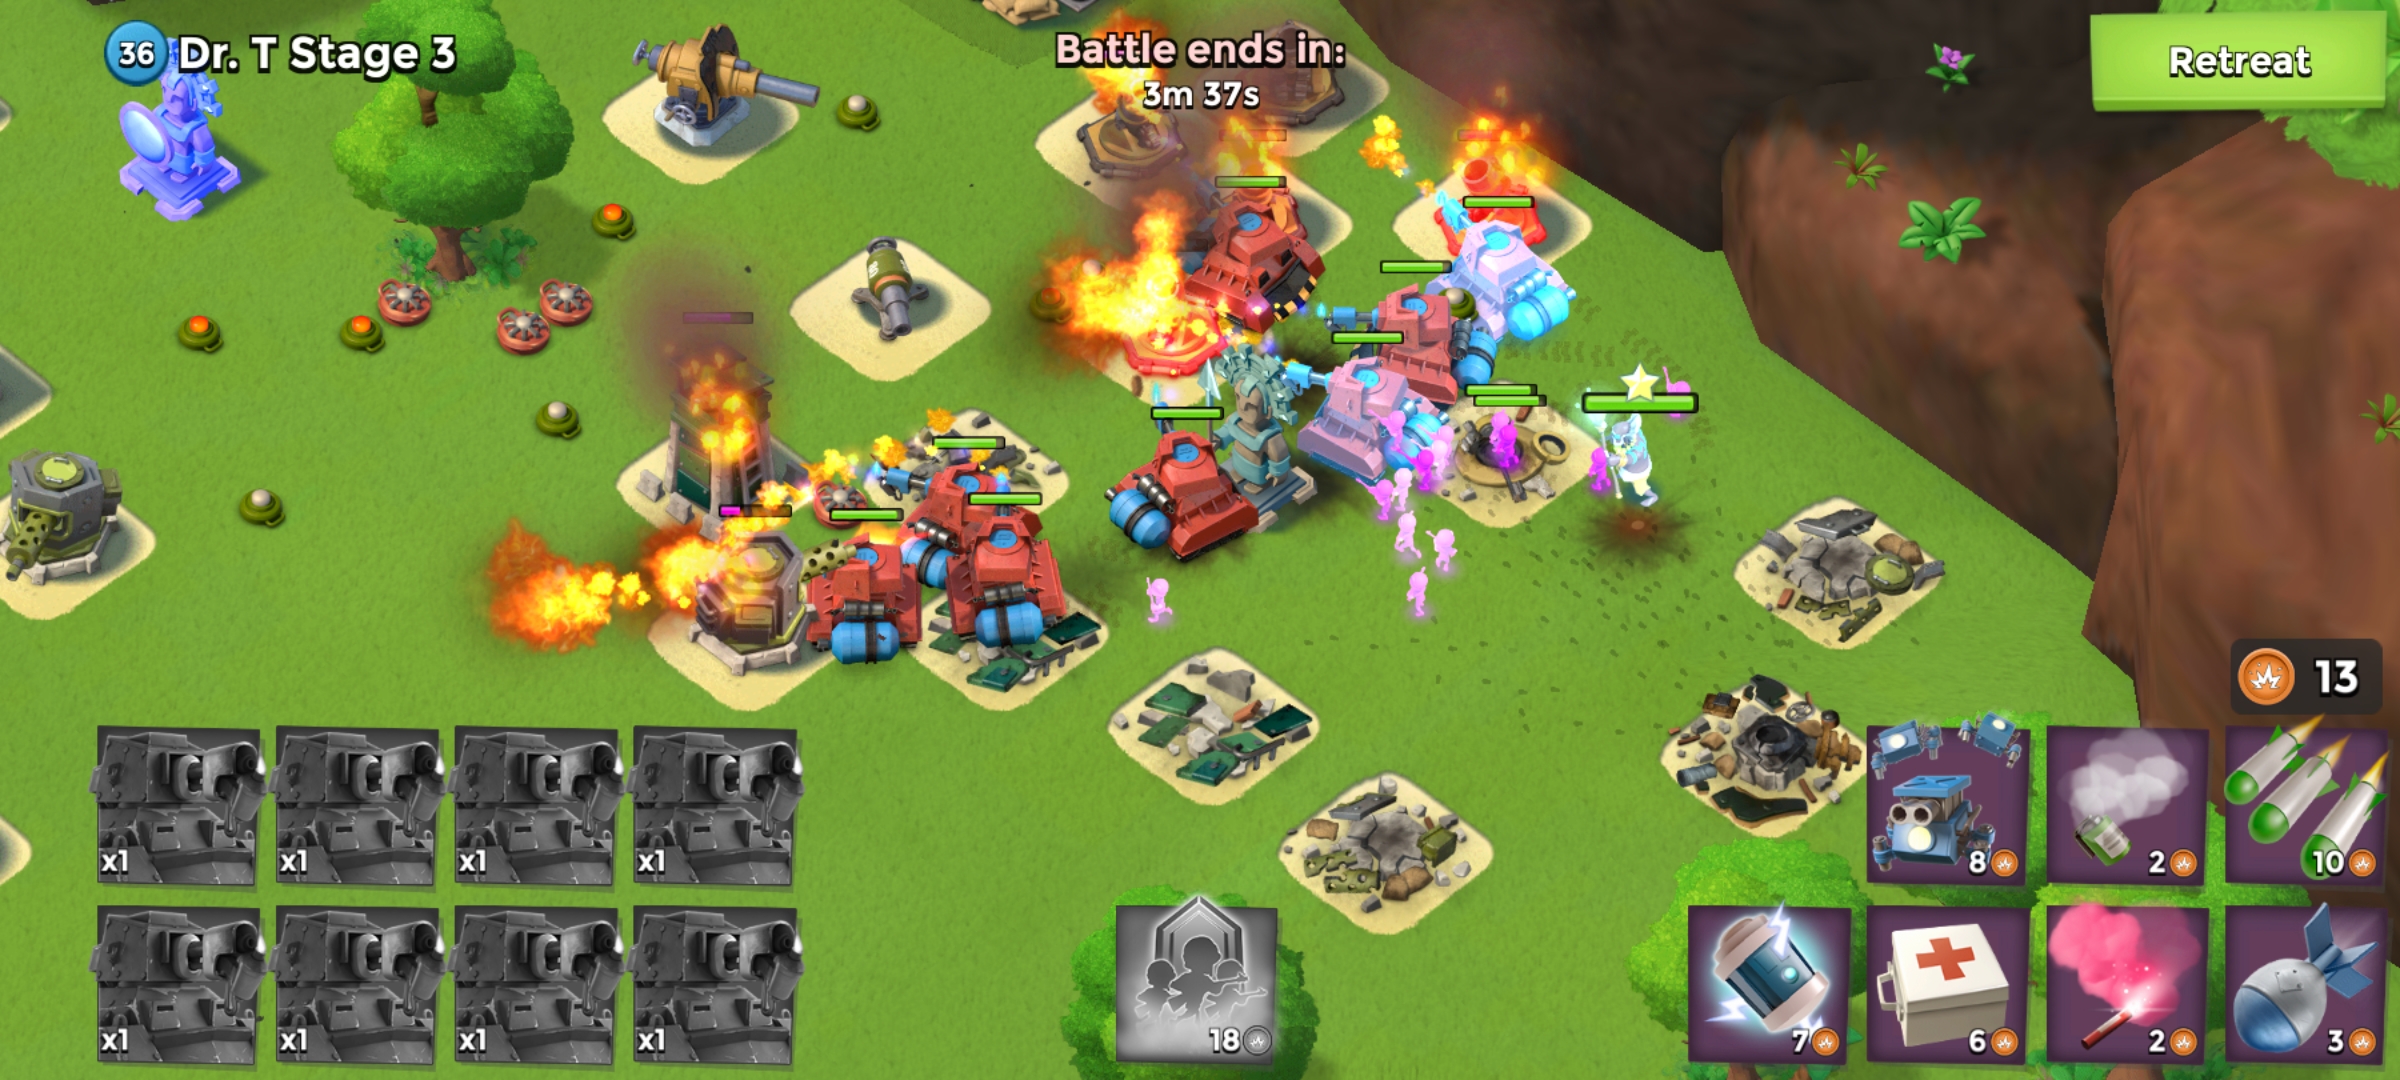 36 Dr. T Stage 3
Battle ends in:
3m 37s
Retreat
13
x1 x1 x1 x1
8 2 10
x1 x1 x1 x1
18
7 6 2 3